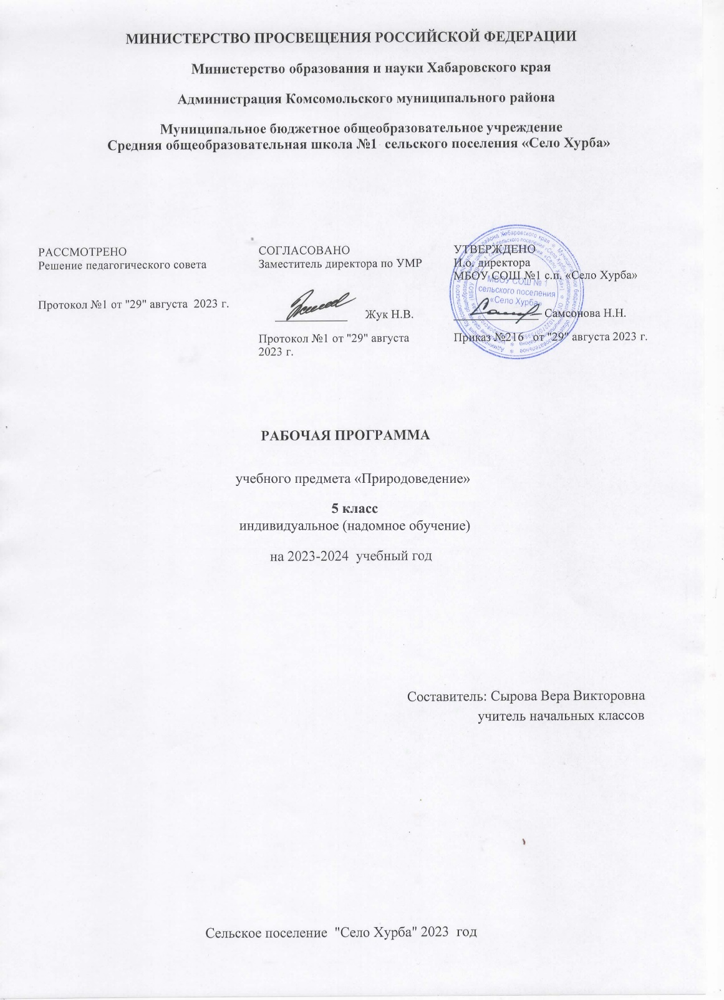 МИНИСТЕРСТВО ПРОСВЕЩЕНИЯ РОССИЙСКОЙ ФЕДЕРАЦИИ
Министерство образования и науки Хабаровского края
Администрация Комсомольского муниципального района
Муниципальное бюджетное общеобразовательное учреждение
Средняя общеобразовательная школа №1 сельского поселения «Село Хурба»
РАССМОТРЕНО
Решение педагогического совета
Протокол №1 от "29" августа 2023 г.
СОГЛАСОВАНО
Заместитель директора по УМР
Жук Н.В.
Протокол №1 от "29" августа
2023 г.
УТВЕРЖДЕНО
И.о. директора
МБОУ СОШ №1 с.п. «Село Хурба»
Самсонова Н.Н.
Приказ №216 от "29" августа 2023 г.
МБОУ СОШ № 1
сельского поселения
«Село Хурба»
РАБОЧАЯ ПРОГРАММА
учебного предмета «Природоведение»
5 класс
индивидуальное (надомное обучение)
на 2023-2024 учебный год
Составитель: Сырова Вера Викторовна
учитель начальных классов
Сельское поселение "Село Хурба" 2023 год